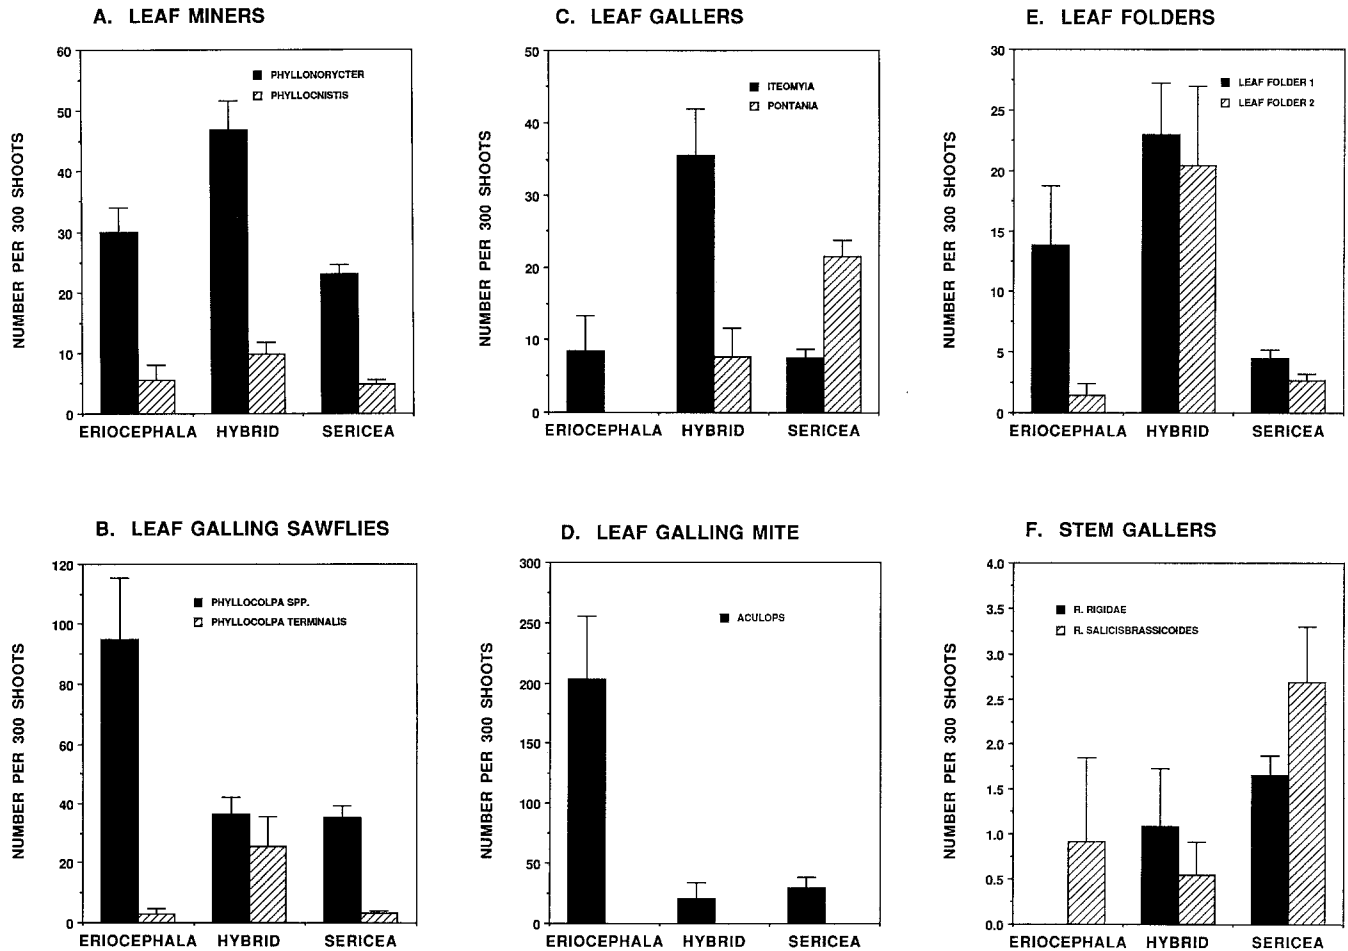 A. LEAF MINERS
NUMBER PER 300 SHOOTS
60
50
40
30
20
10
0
PHYLLONORYCTER
PHYLLOCNISTIS
ERIOCEPHALA HYBRID SERICEA
C. LEAF GALLERS
NUMBER PER 300 SHOOTS
50
40
30
20
10
0
ITEOMYIA
PONTANIA
ERIOCEPHALA HYBRID SERICEA
E. LEAF FOLDERS
NUMBER PER 300 SHOOTS
30
25
20
15
10
5
0
LEAF FOLDER 1
LEAF FOLDER 2
ERIOCEPHALA HYBRID SERICEA
B. LEAF GALLING SAWFLIES
NUMBER PER 300 SHOOTS
120
100
80
60
40
20
0
PHYLLOCOLPA SPP.
PHYLLOCOLPA TERMINALIS
ERIOCEPHALA HYBRID SERICEA
D. LEAF GALLING MITE
NUMBER PER 300 SHOOTS
300
250
200
150
100
50
0
ACULOPS
ERIOCEPHALA HYBRID SERICEA
F. STEM GALLERS
NUMBER PER 300 SHOOTS
4.0
3.5
3.0
2.5
2.0
1.5
1.0
0.5
0.0
R. RIGIDAE
R. SALICISBRASSICOIDES
ERIOCEPHALA HYBRID SERICEA